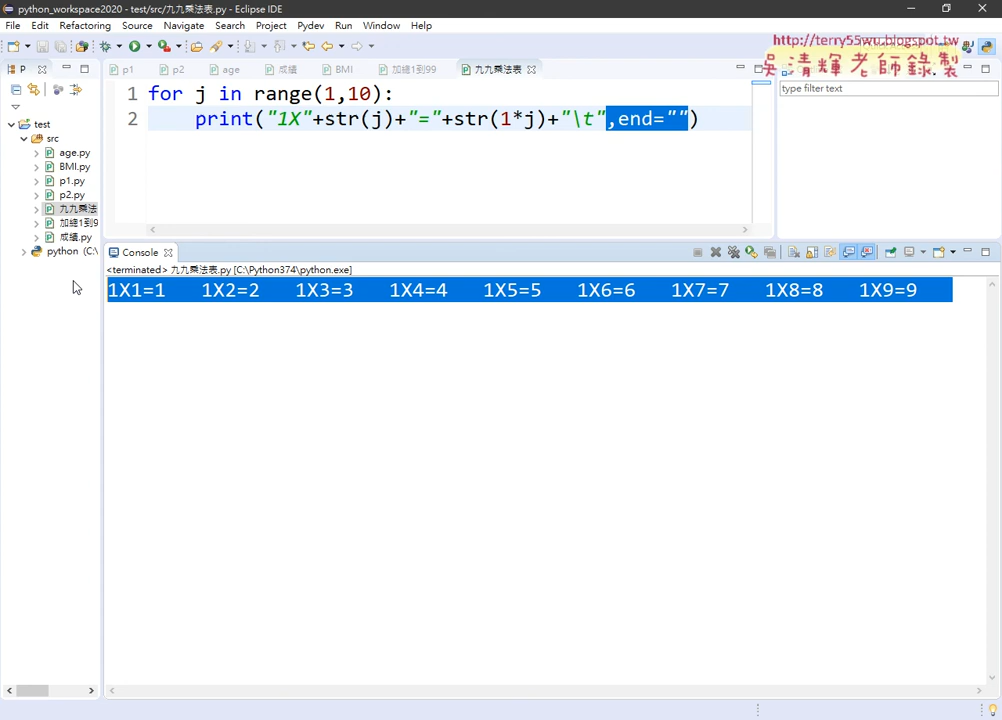 python_workspace2020 - test/src/九九乘法表.py - Eclipse IDE
File Edit Refactoring Source Navigate Search Project Pydev Run Window Help
http://terry55wu.blogspot.tw
吳清輝老師錄製
P
p1 p2 age 成績 BMI 加總1到99 九九乘法表
type filter text
1 for j in range(1,10):
2 print("1X"+str(j)+"="+str(1*j)+"\t",end="")
test
src
age.py
BMI.py
p1.py
p2.py
九九乘法
加總1到9
成績.py
python (C:\
Console
<terminated> 九九乘法表.py [C:\Python374\python.exe]
1X1=1 1X2=2 1X3=3 1X4=4 1X5=5 1X6=6 1X7=7 1X8=8 1X9=9